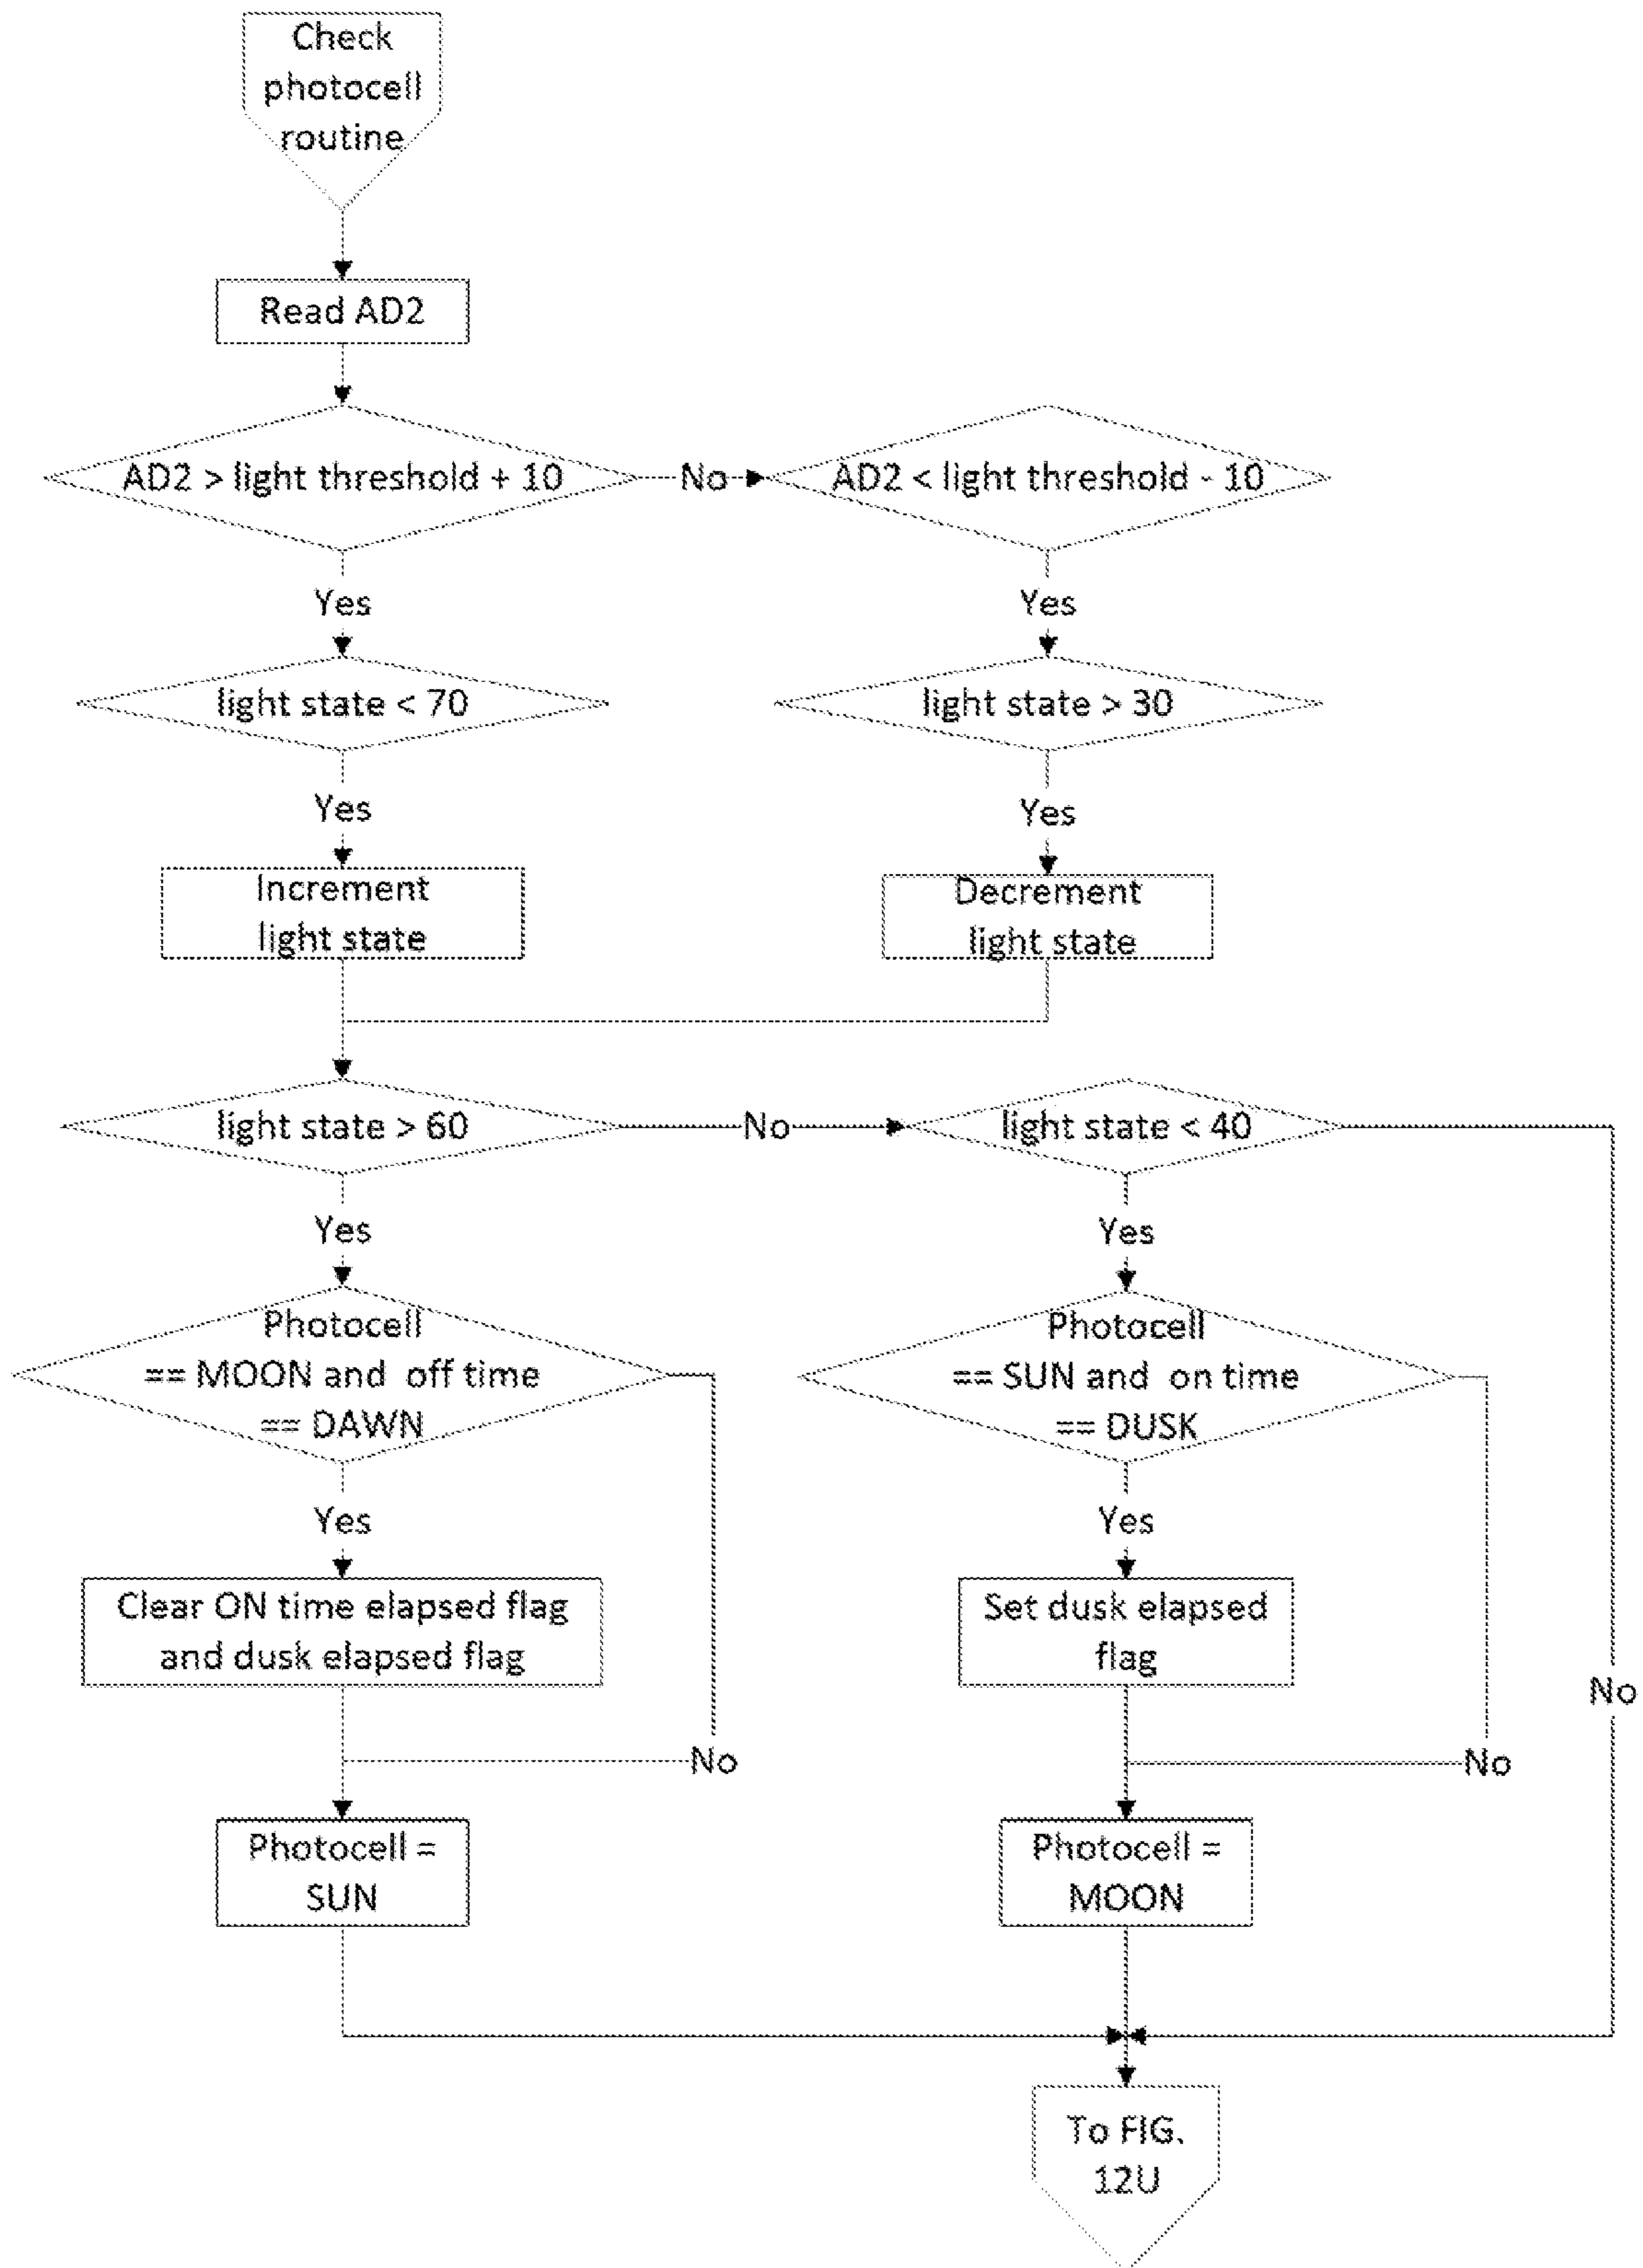 Check
photocell
routine
Read AD2
AD2 > light threshold + 10
No
AD2 < light threshold - 10
Yes
Yes
light state < 70
light state > 30
Yes
Yes
Increment
light state
Decrement
light state
light state > 60
No
light state < 40
Yes
Yes
Photocell
== MOON and off time
== DAWN
Photocell
== SUN and on time
== DUSK
Yes
Yes
Clear ON time elapsed flag
and dusk elapsed flag
Set dusk elapsed
flag
No
No
No
Photocell =
SUN
Photocell =
MOON
To FIG.
12U